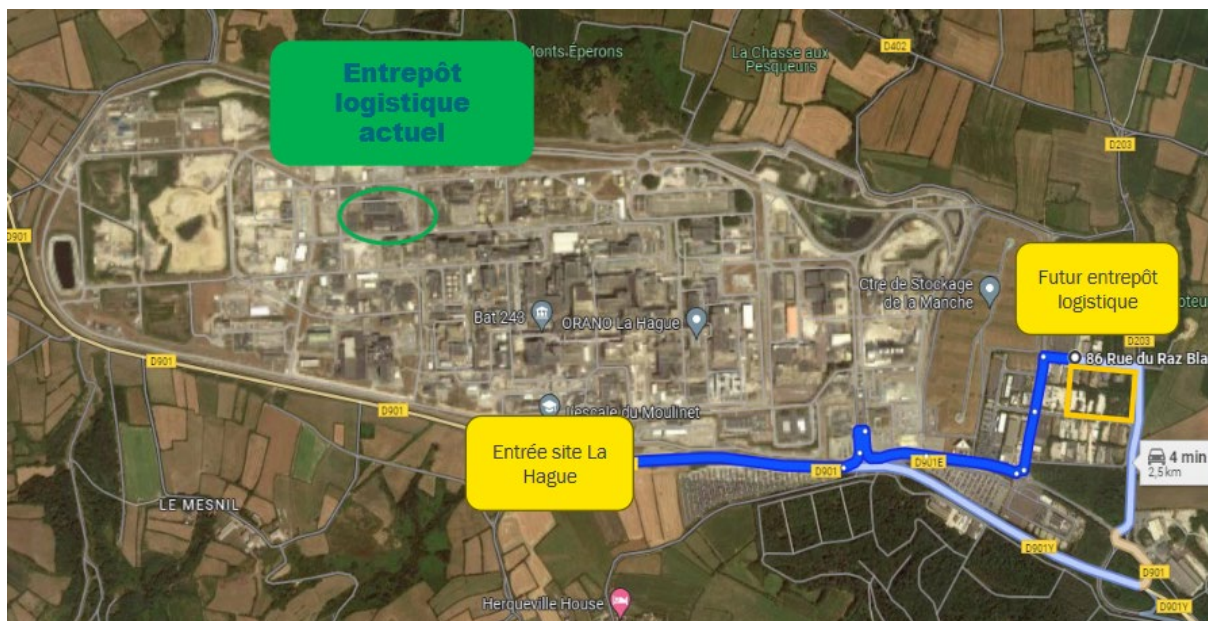 Entrepôt
logistique
actuel
Monts-Éperons
La Chasse aux
Pesqueurs
D402
D203
D901
Futur entrepôt
logistique
Ctre de Stockage
de la Manche
Bat 243
ORANO La Hague
D203
86 Rue du Raz Bla
D901
D901
Entrée site La
Hague
D901
D901E
4 min
2,5 km
LE MESNIL
D901Y
D901
D901Y
Herqueville House